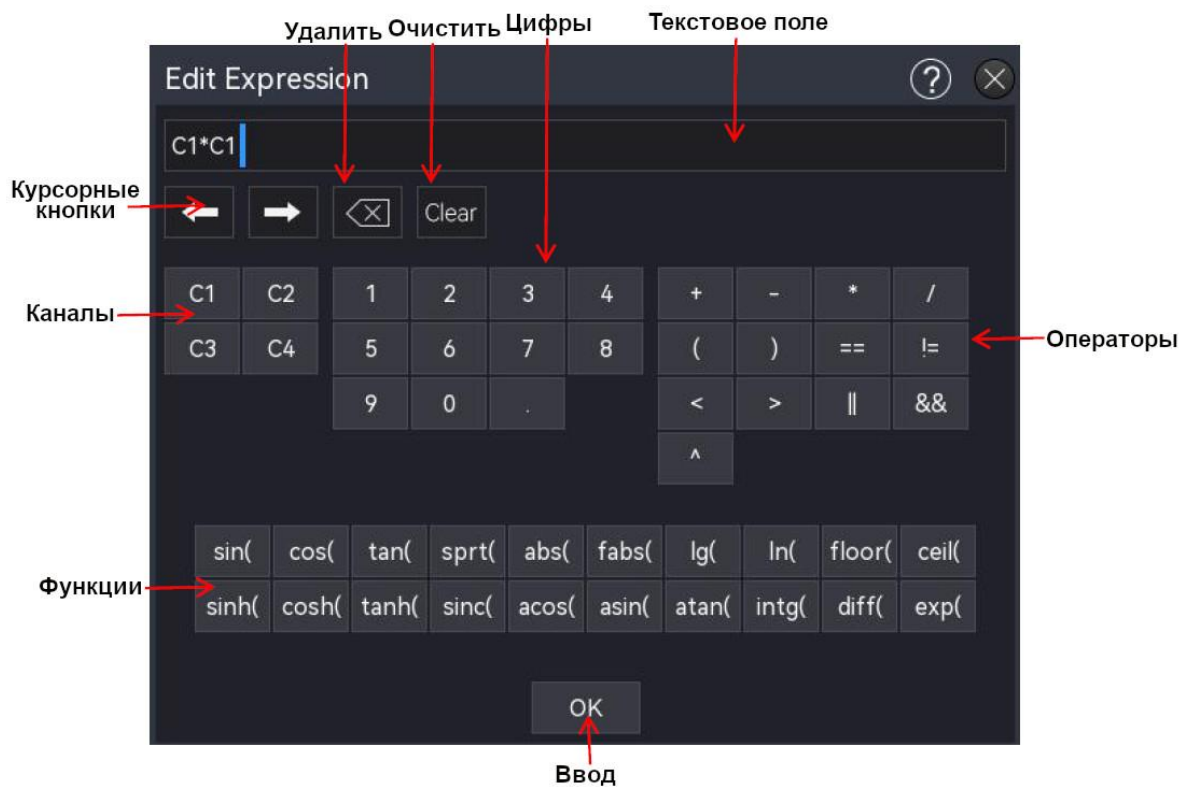 Удалить Очистить Цифры Текстовое поле
Edit Expression ?
C1*C1
Курсорные
кнопки
Clear
C1 C2 1 2 3 4 + - * /
Каналы
C3 C4 5 6 7 8 ( ) == !=
Операторы
9 0 . < > || &&
^
sin( cos( tan( sprt( abs( fabs( lg( ln( floor( ceil(
Функции
sinh( cosh( tanh( sinc( acos( asin( atan( intg( diff( exp(
OK
Ввод